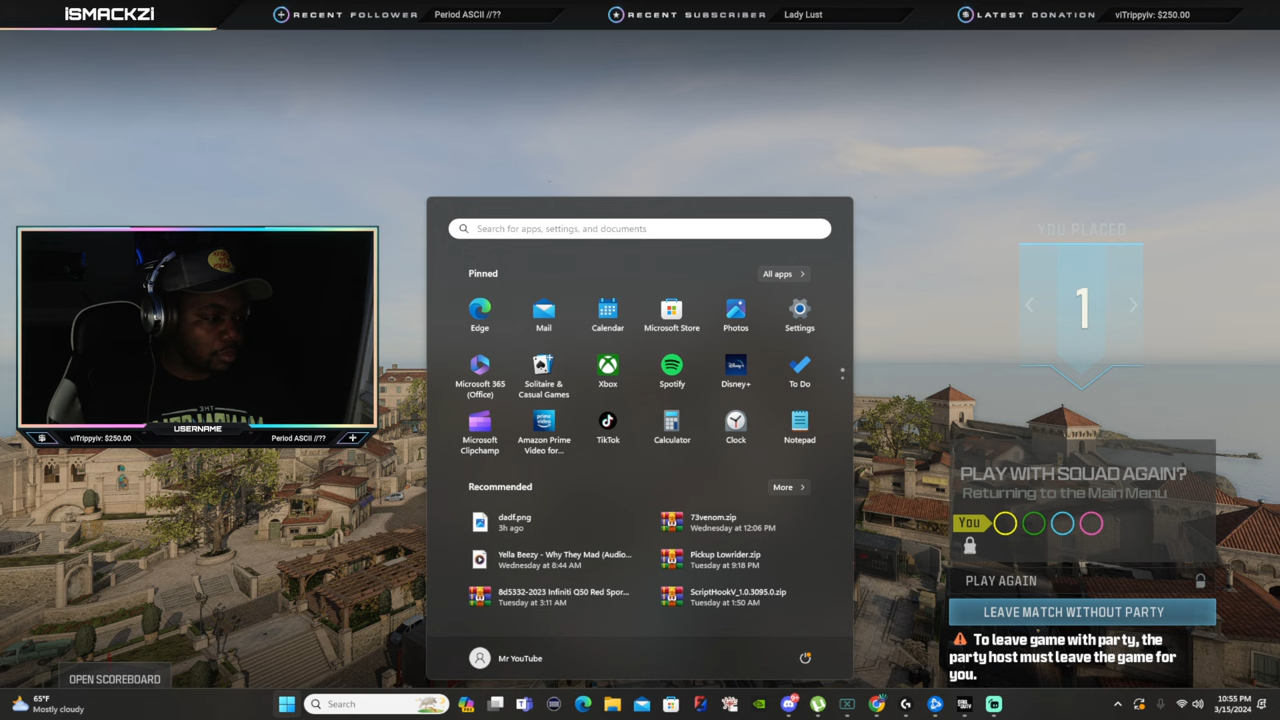 iSMACKZI
RECENT FOLLOWER
Period ASCII //??
RECENT SUBSCRIBER
Lady Lust
LATEST DONATION
viTrippyiv: $250.00
YOU PLACED
1
Search for apps, settings, and documents
Pinned
All apps
Edge
Mail
Calendar
Microsoft Store
Photos
Settings
Microsoft 365
(Office)
Solitaire &
Casual Games
Xbox
Spotify
Disney+
To Do
Microsoft
Clipchamp
Amazon Prime
Video for...
TikTok
Calculator
Clock
Notepad
Recommended
More
dadf.png
3h ago
73venom.zip
Wednesday at 12:06 PM
Yella Beezy - Why They Mad (Audio...
Wednesday at 8:44 AM
Pickup Lowrider.zip
Tuesday at 9:18 PM
8d5332-2023 Infiniti Q50 Red Spor...
Tuesday at 3:11 AM
ScriptHookV_1.0.3095.0.zip
Tuesday at 1:50 AM
Mr YouTube
USERNAME
viTrippyiv: $250.00
Period ASCII //??
PLAY WITH SQUAD AGAIN?
Returning to the Main Menu
You
PLAY AGAIN
LEAVE MATCH WITHOUT PARTY
To leave game with party, the
party host must leave the game for
you.
OPEN SCOREBOARD
65°F
Mostly cloudy
Search
10:55 PM
3/15/2024